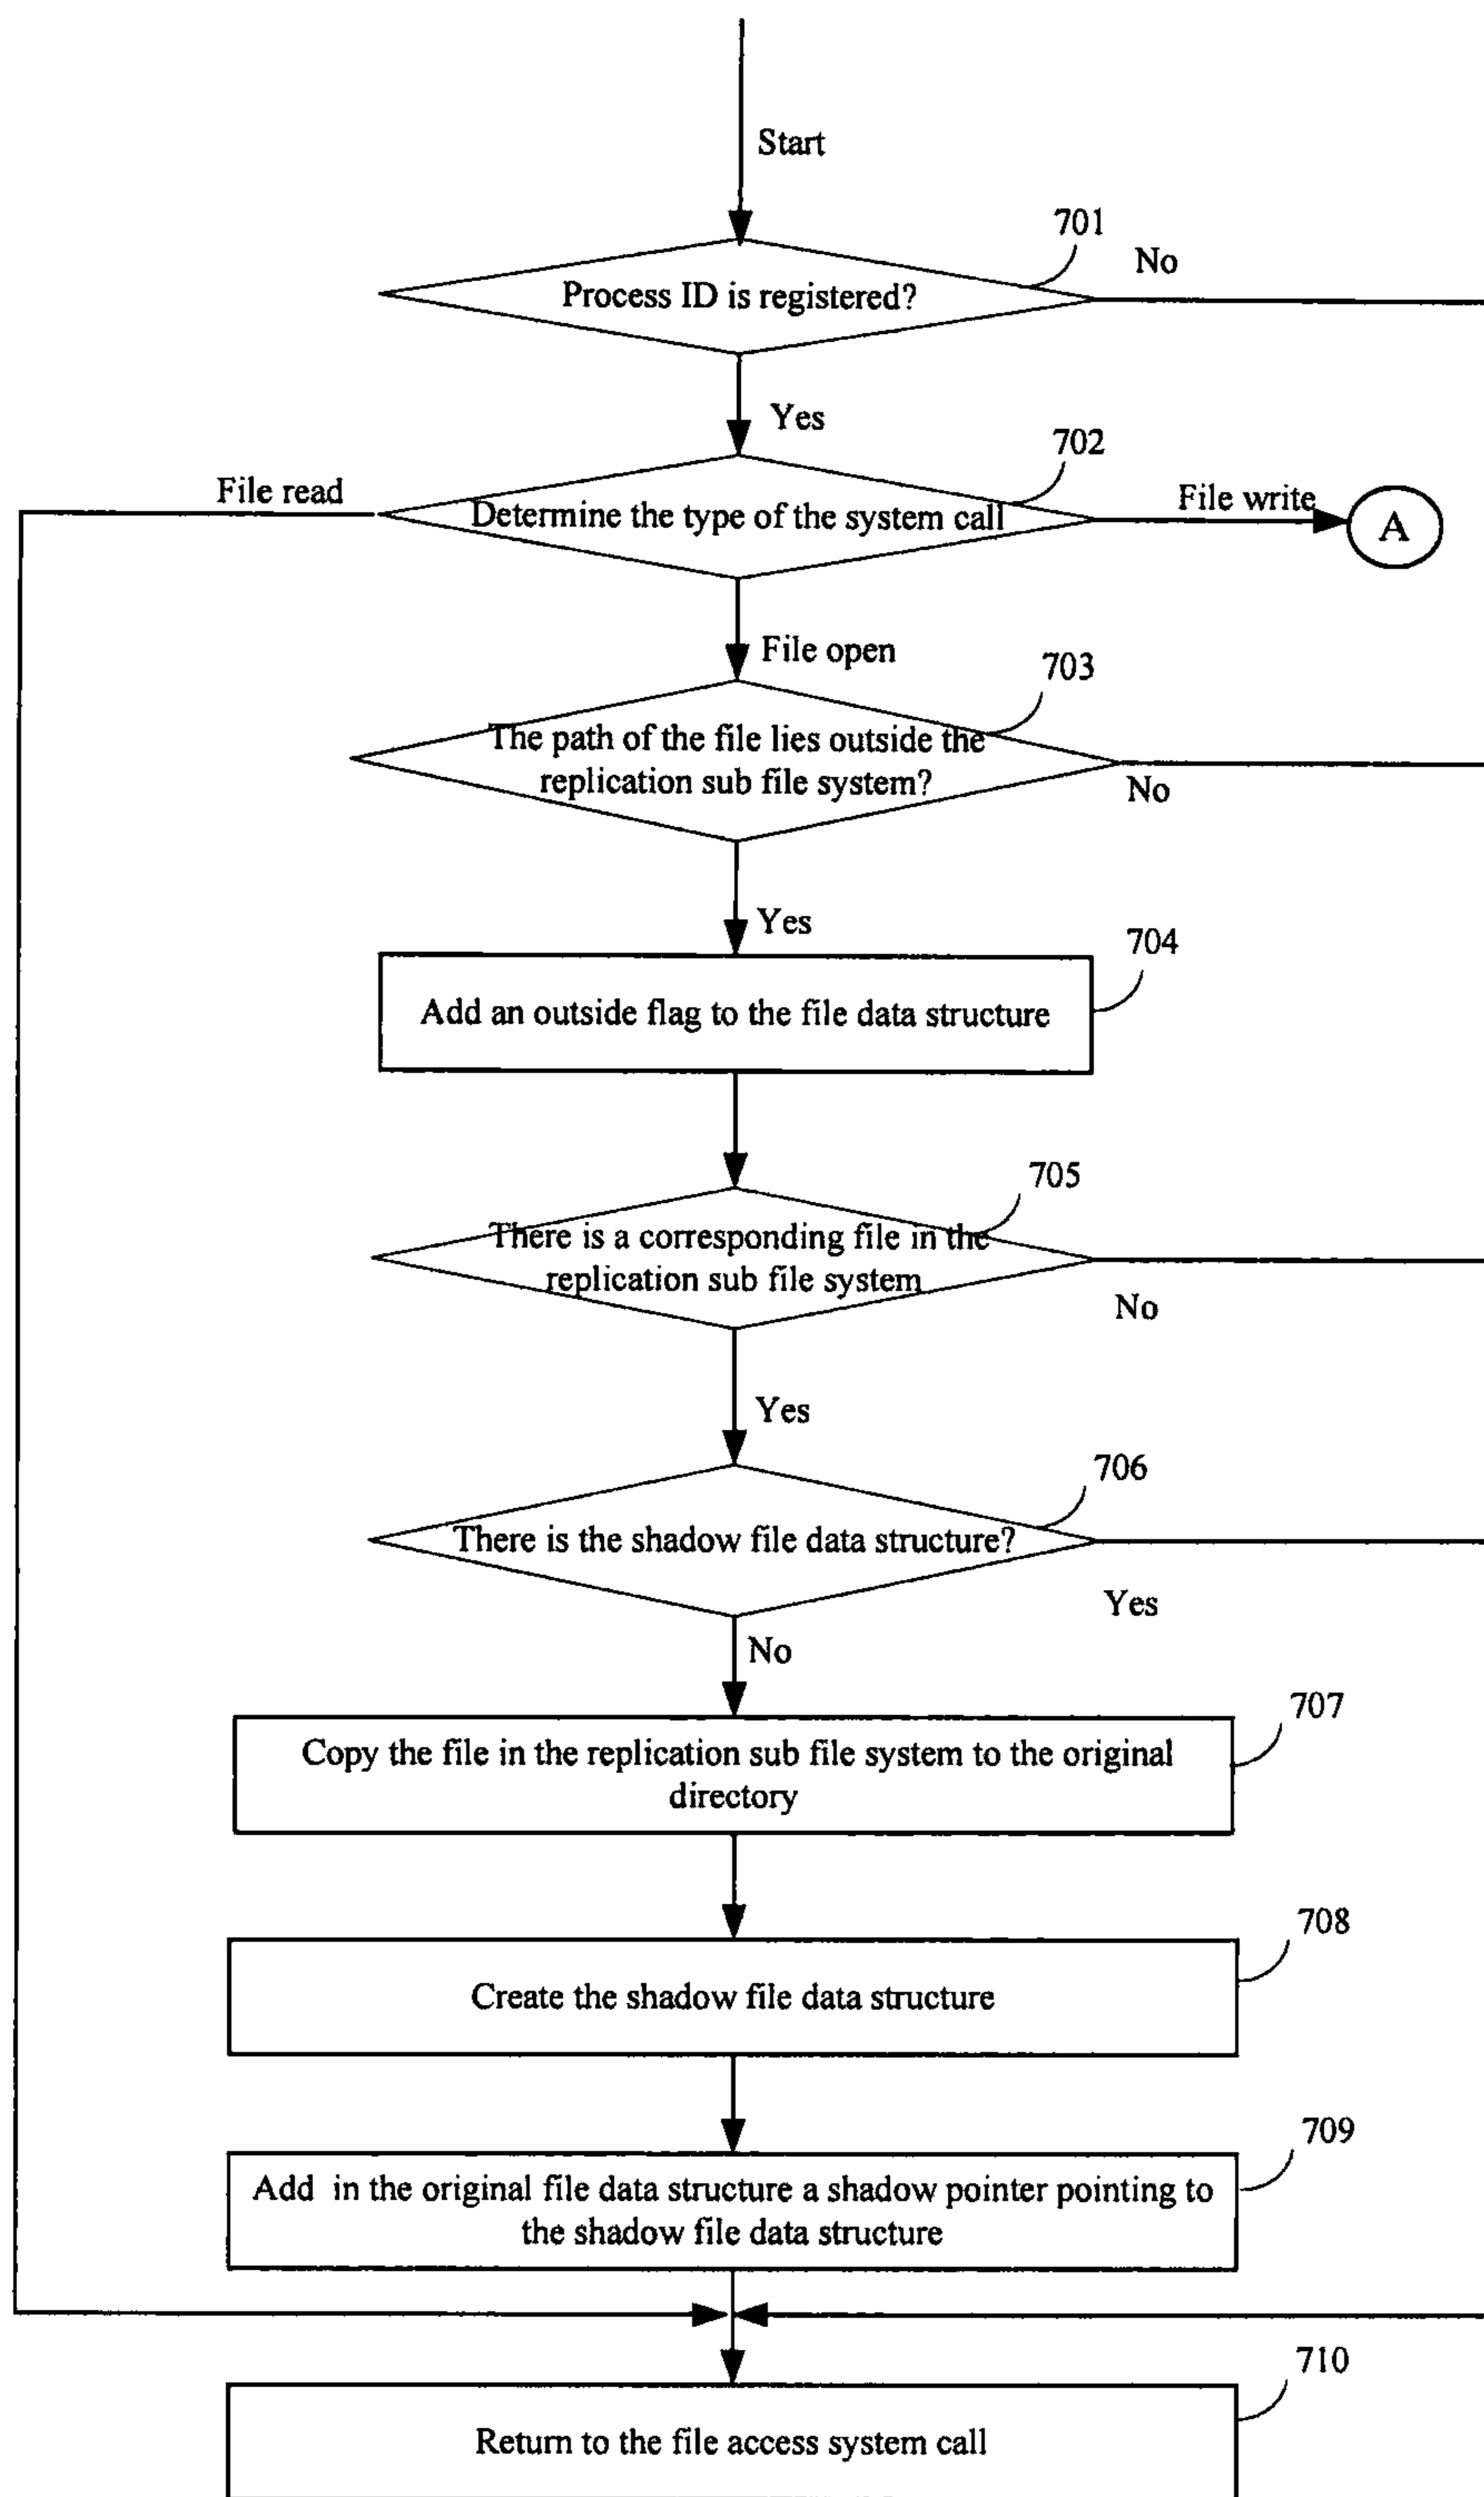 Start
701
No
Process ID is registered?
Yes
702
File read
Determine the type of the system call
File write
A
File open
703
The path of the file lies outside the
replication sub file system?
No
Yes
704
Add an outside flag to the file data structure
705
There is a corresponding file in the
replication sub file system
No
Yes
706
There is the shadow file data structure?
Yes
No
707
Copy the file in the replication sub file system to the original
directory
708
Create the shadow file data structure
709
Add in the original file data structure a shadow pointer pointing to
the shadow file data structure
710
Return to the file access system call